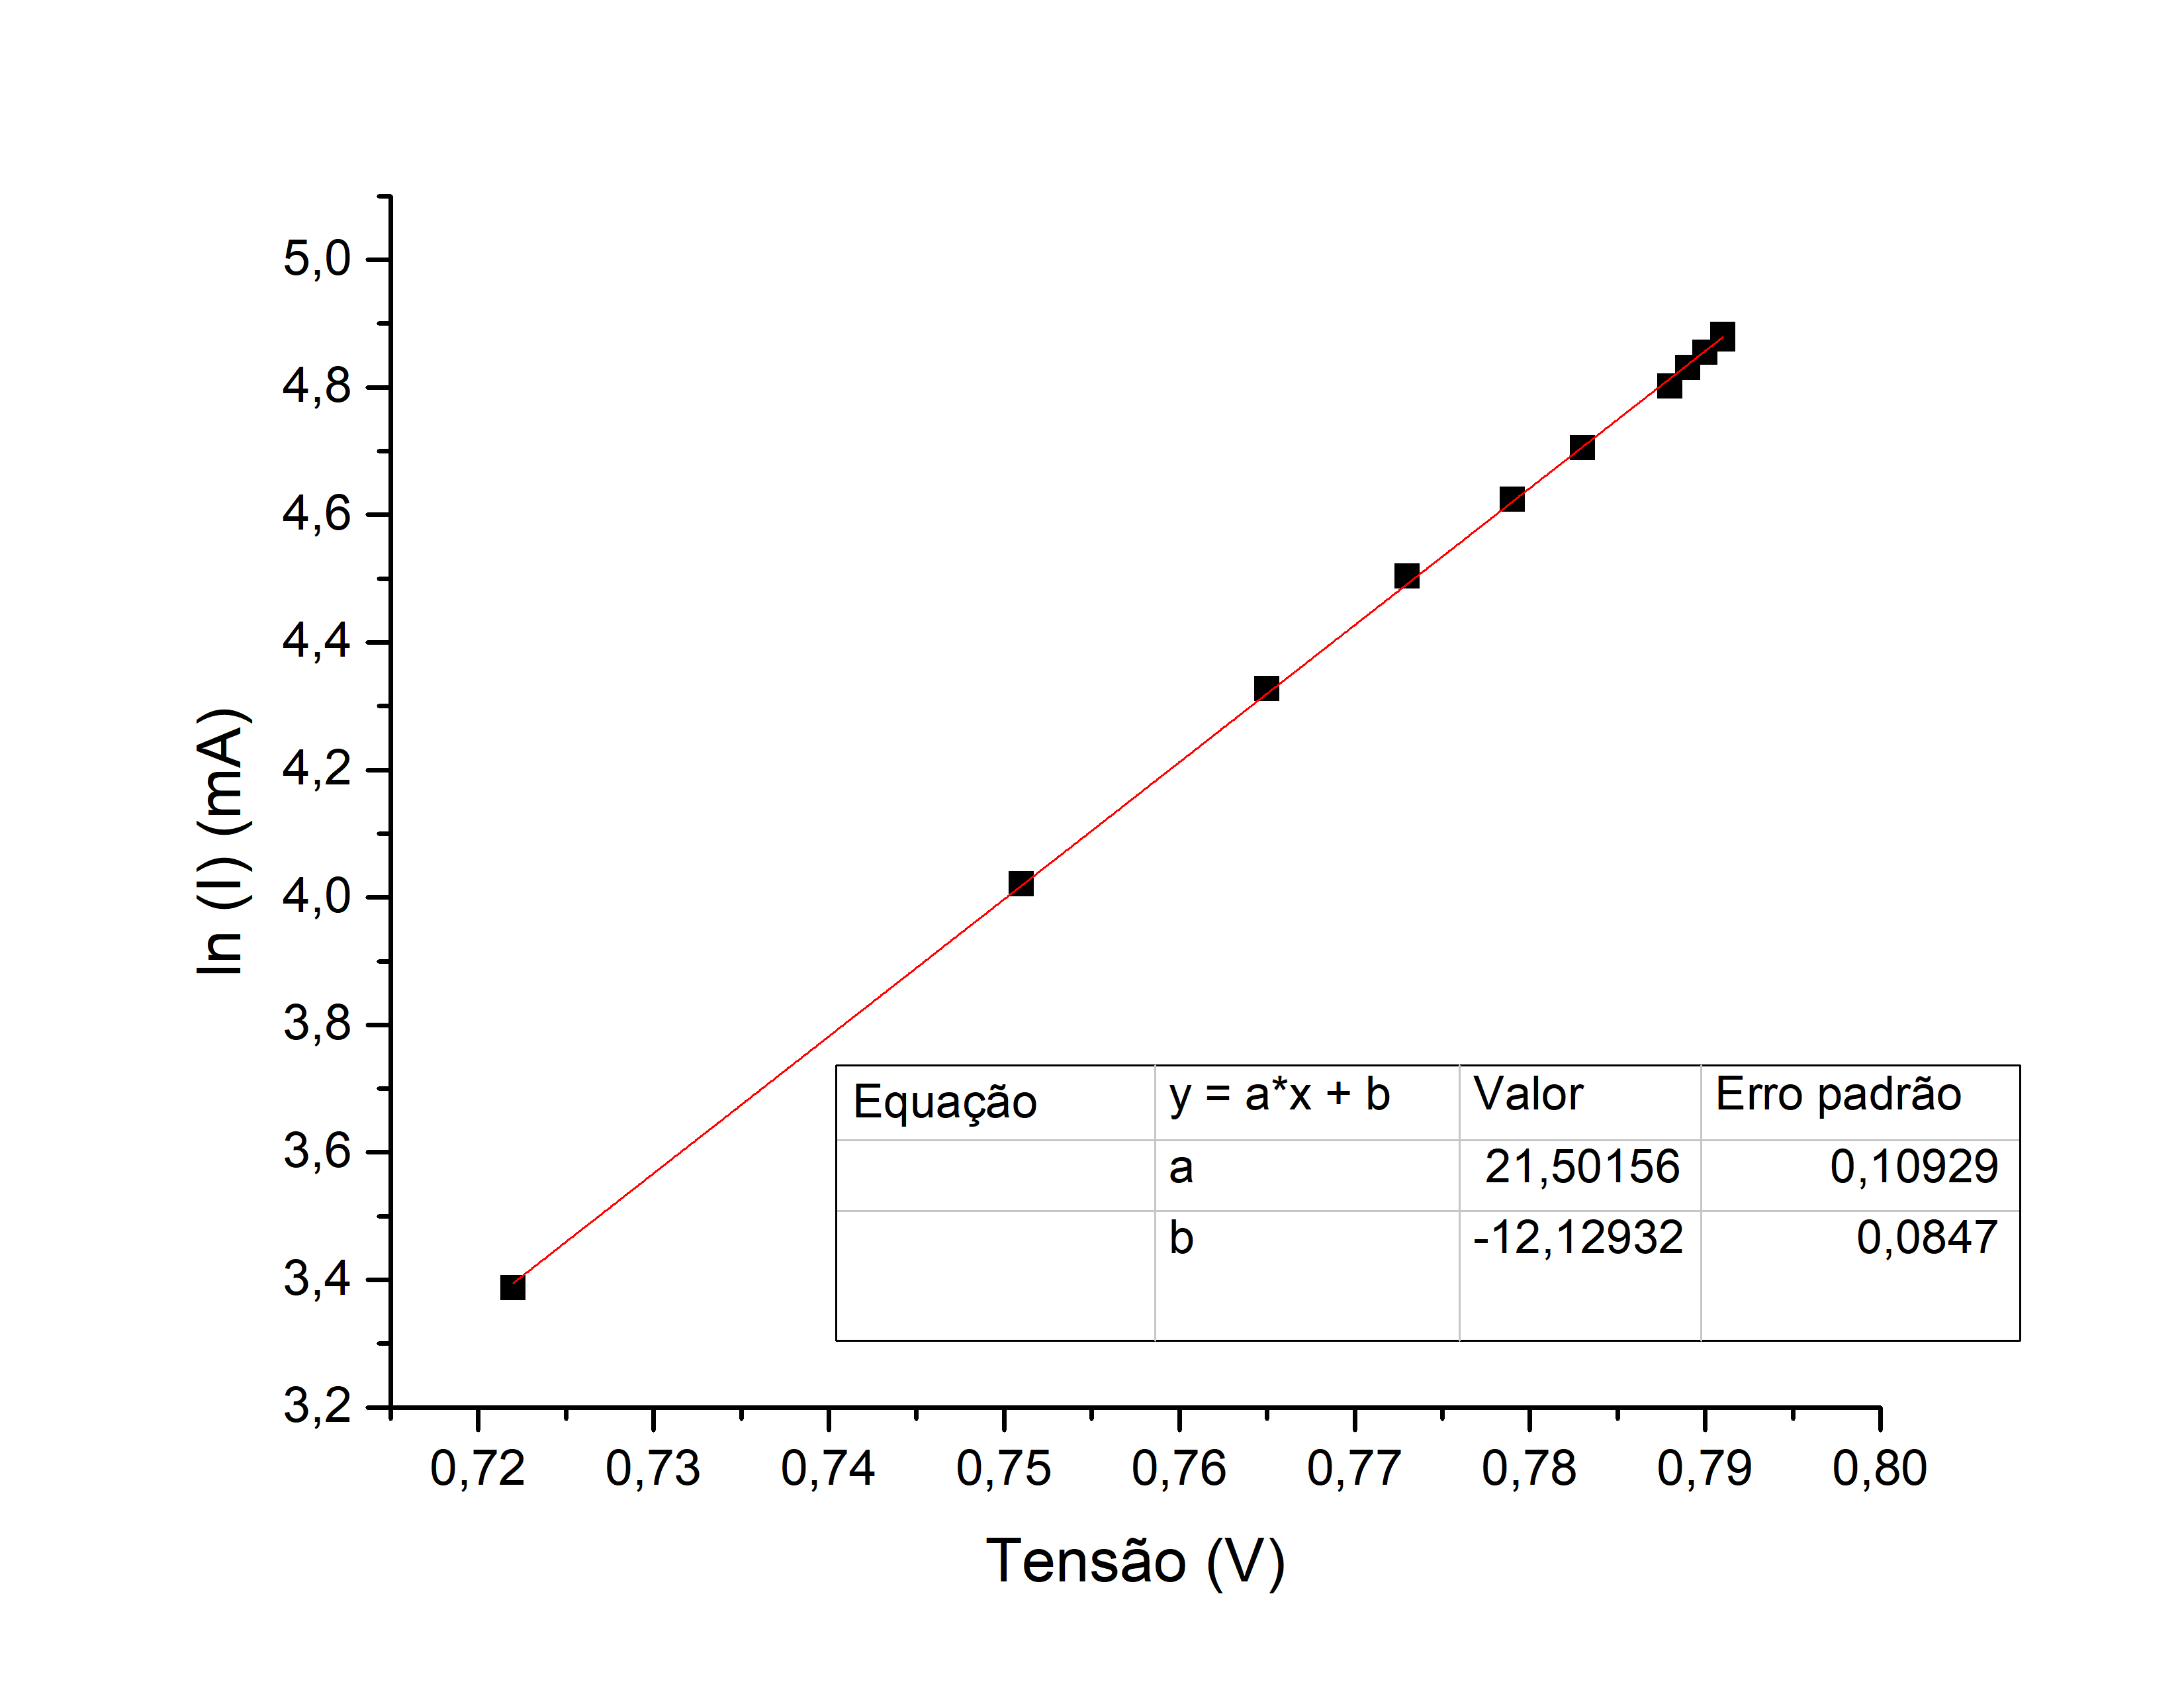 5,0
4,8
4,6
4,4
4,2
4,0
3,8
3,6
3,4
3,2
ln (I) (mA)
Equação y = a*x + b Valor Erro padrão
a 21,50156 0,10929
b -12,12932 0,0847
0,72 0,73 0,74 0,75 0,76 0,77 0,78 0,79 0,80
Tensão (V)